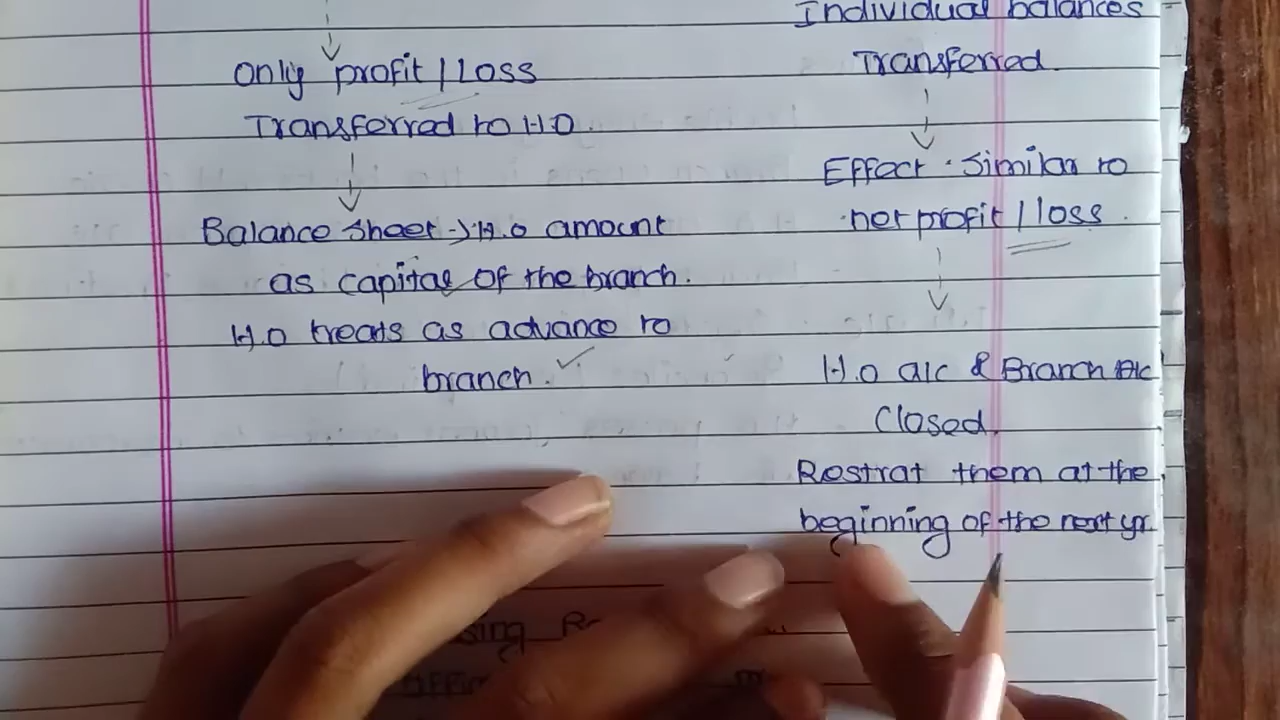 Only profit / Loss
Transferred to H.O.
Balance Sheet → H.O amount
as capital of the branch.
H.O treats as advance to
branch.
Individual balances
Transferred
Effect . Similar to
net profit / loss.
H.O a/c & Branch A/c
Closed.
Restrat them at the
beginning of the next yr.